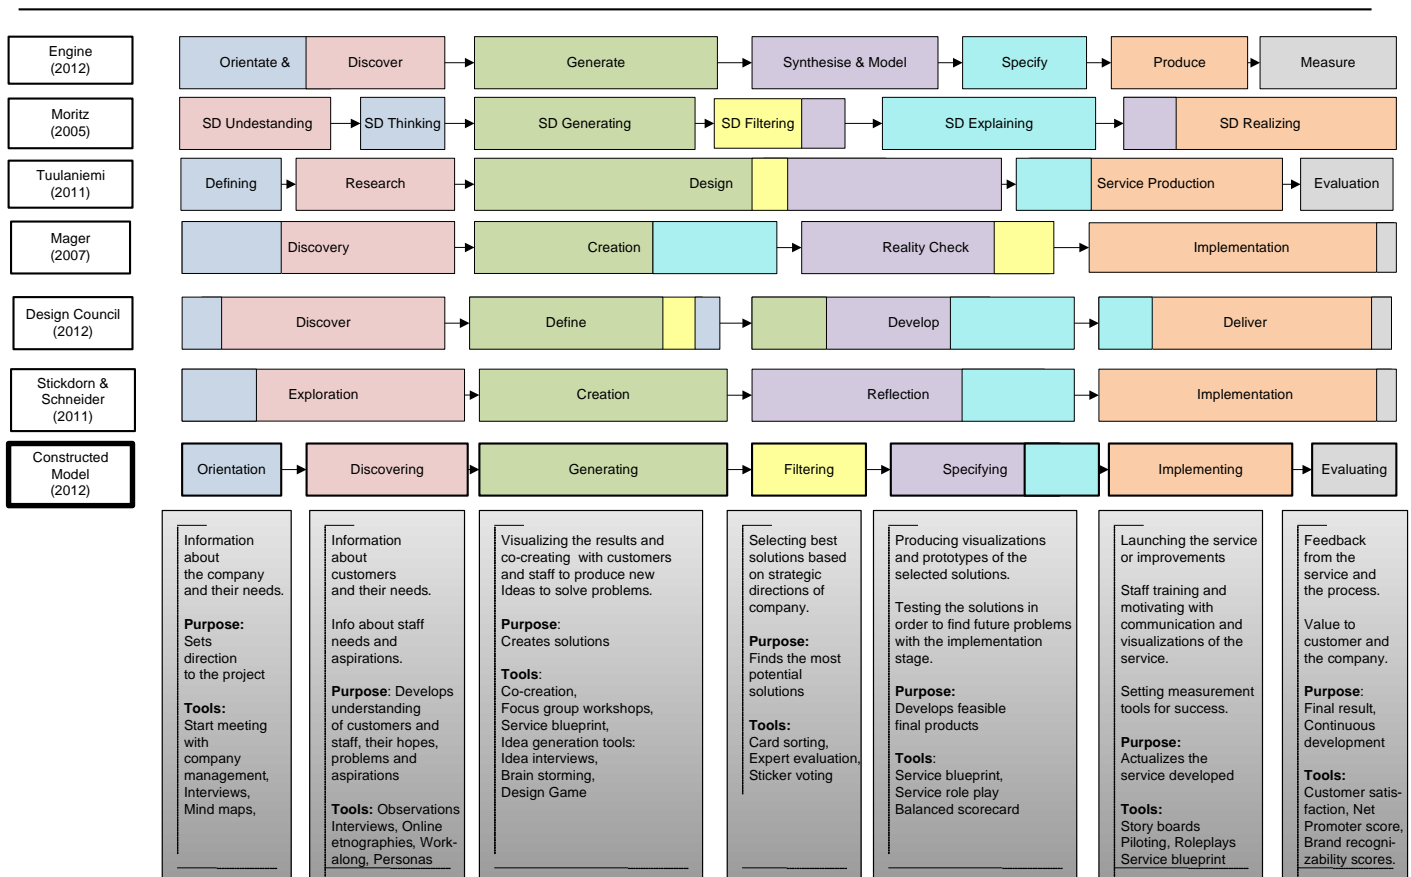 Engine
(2012)
Orientate &
Discover
Generate
Synthesise & Model
Specify
Produce
Measure
Moritz
(2005)
SD Undestanding
SD Thinking
SD Generating
SD Filtering
SD Explaining
SD Realizing
Tuulaniemi
(2011)
Defining
Research
Design
Service Production
Evaluation
Mager
(2007)
Discovery
Creation
Reality Check
Implementation
Design Council
(2012)
Discover
Define
Develop
Deliver
Stickdorn &
Schneider
(2011)
Exploration
Creation
Reflection
Implementation
Constructed
Model
(2012)
Orientation
Discovering
Generating
Filtering
Specifying
Implementing
Evaluating
Information
about
the company
and their needs.
Purpose:
Sets
direction
to the project
Tools:
Start meeting
with
company
management,
Interviews,
Mind maps,
Information
about
customers
and their needs.
Info about staff
needs and
aspirations.
Purpose: Develops
understanding
of customers and
staff, their hopes,
problems and
aspirations
Tools: Observations
Interviews, Online
etnographies, Work-
along, Personas
Visualizing the results and
co-creating with customers
and staff to produce new
Ideas to solve problems.
Purpose:
Creates solutions
Tools:
Co-creation,
Focus group workshops,
Service blueprint,
Idea generation tools:
Idea interviews,
Brain storming,
Design Game
Selecting best
solutions based
on strategic
directions of
company.
Purpose:
Finds the most
potential
solutions
Tools:
Card sorting,
Expert evaluation,
Sticker voting
Producing visualizations
and prototypes of the
selected solutions.
Testing the solutions in
order to find future problems
with the implementation
stage.
Purpose:
Develops feasible
final products
Tools:
Service blueprint,
Service role play
Balanced scorecard
Launching the service
or improvements
Staff training and
motivating with
communication and
visualizations of the
service.
Setting measurement
tools for success.
Purpose:
Actualizes the
service developed
Tools:
Story boards
Piloting, Roleplays
Service blueprint
Feedback
from the
service and
the process.
Value to
customer and
the company.
Purpose:
Final result,
Continuous
development
Tools:
Customer satis-
faction, Net
Promoter score,
Brand recogni-
zability scores.